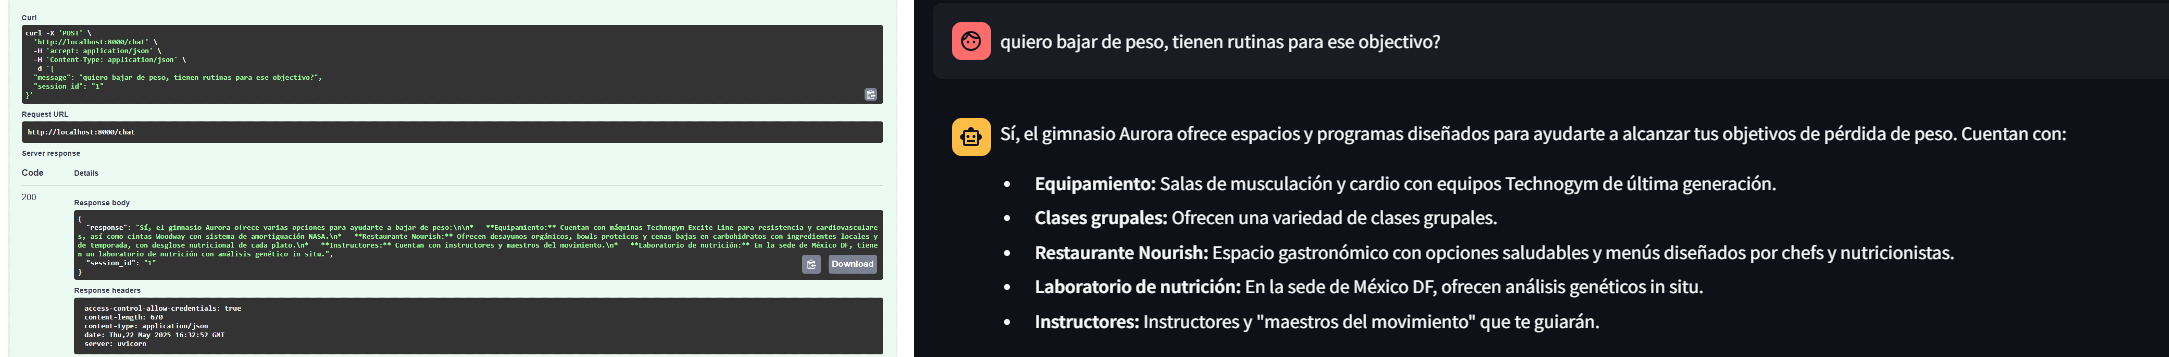 Curl
curl -X 'POST' \
'http://localhost:8000/chat' \
-H 'accept: application/json' \
-H 'Content-Type: application/json' \
-d '{
"message": "quiero bajar de peso, tienen rutinas para ese objectivo?",
"session_id": "1"
}'
Request URL
http://localhost:8000/chat
Server response
Code Details
200
Response body
{
"response": "Sí, el gimnasio Aurora ofrece varias opciones para ayudarte a bajar de peso:\n\n* **Equipamiento:** Cuentan con máquinas Technogym Excite Line para resistencia y cardiovasculare
s, así como cintas Woodway con sistema de amortiguación NASA.\n* **Restaurante Nourish:** Ofrecen desayunos orgánicos, bowls proteicos y cenas bajas en carbohidratos con ingredientes locales y
de temporada, con desglose nutricional de cada plato.\n* **Instructores:** Cuentan con instructores y maestros del movimiento.\n* **Laboratorio de nutrición:** En la sede de México DF, tiene
n un laboratorio de nutrición con análisis genético in situ.",
"session_id": "1"
}
Download
Response headers
access-control-allow-credentials: true
content-length: 670
content-type: application/json
date: Thu,22 May 2025 16:32:52 GMT
server: uvicorn
quiero bajar de peso, tienen rutinas para ese objectivo?
Sí, el gimnasio Aurora ofrece espacios y programas diseñados para ayudarte a alcanzar tus objetivos de pérdida de peso. Cuentan con:
• Equipamiento: Salas de musculación y cardio con equipos Technogym de última generación.
• Clases grupales: Ofrecen una variedad de clases grupales.
• Restaurante Nourish: Espacio gastronómico con opciones saludables y menús diseñados por chefs y nutricionistas.
• Laboratorio de nutrición: En la sede de México DF, ofrecen análisis genéticos in situ.
• Instructores: Instructores y "maestros del movimiento" que te guiarán.